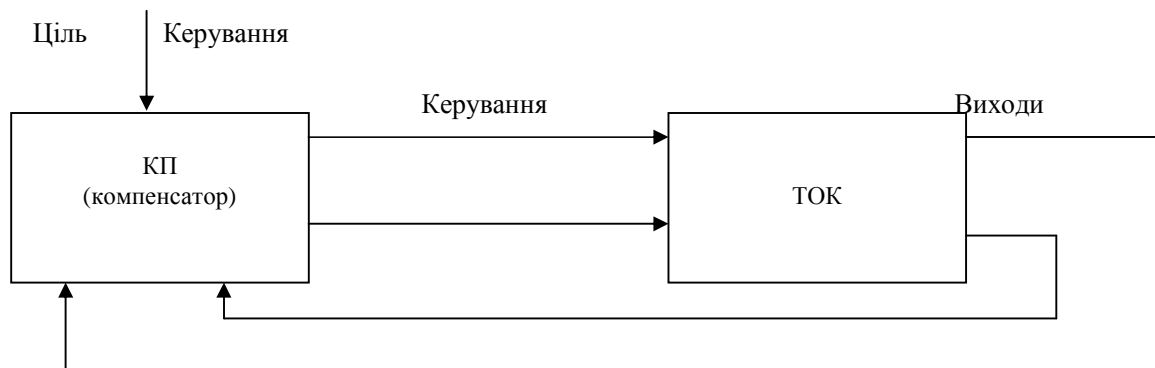 Ціль Керування
Керування
Виходи
КП
(компенсатор)
ТОК